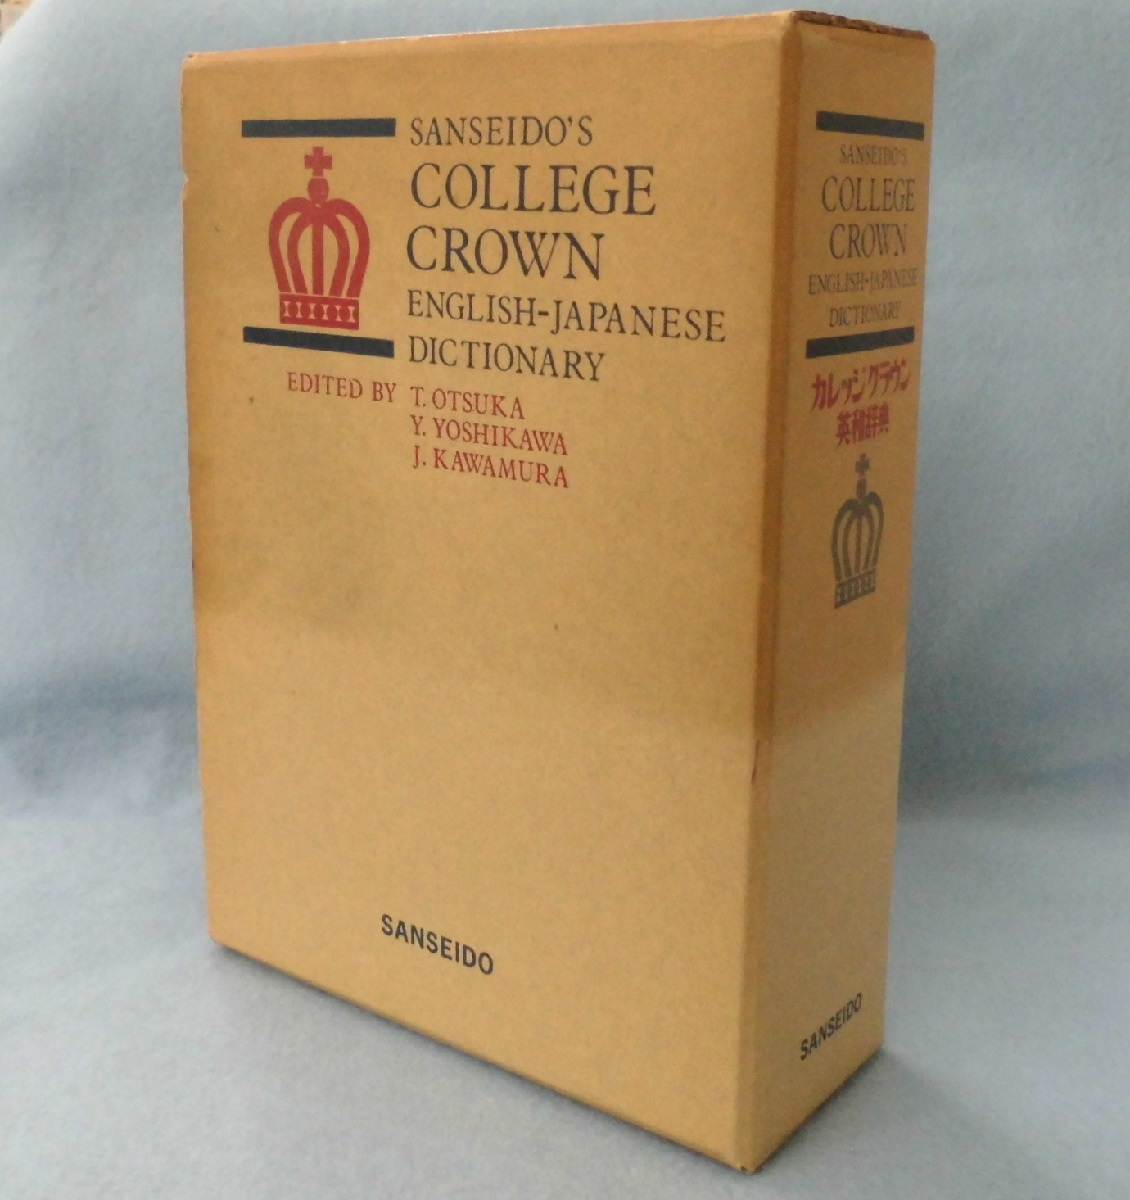 SANSEIDO'S
COLLEGE
CROWN
ENGLISH-JAPANESE
DICTIONARY
EDITED BY T. OTSUKA
Y. YOSHIKAWA
J. KAWAMURA
SANSEIDO
SANSEIDO'S
COLLEGE
CROWN
ENGLISH-JAPANESE
DICTIONARY
カレッジクラウン
英和辞典
SANSEIDO